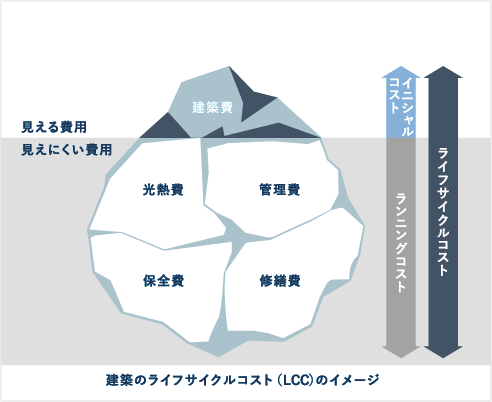 建築費
見える費用
見えにくい費用
光熱費
管理費
保全費
修繕費
イニシャル
コスト
ランニングコスト
ライフサイクルコスト
建築のライフサイクルコスト(LCC)のイメージ